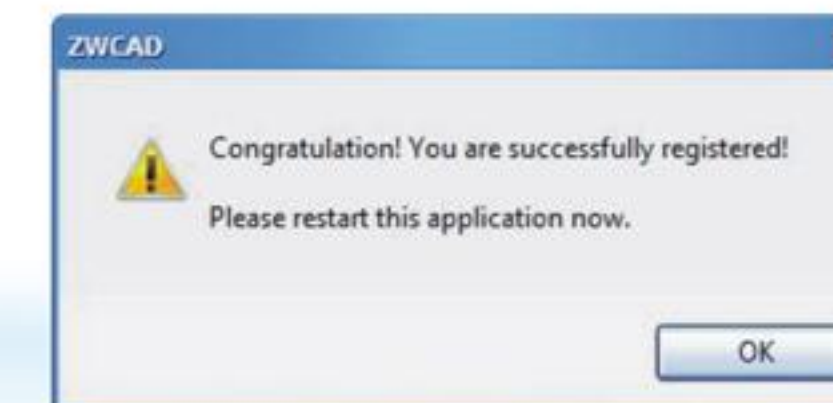 ZWCAD
Congratulation! You are successfully registered!
Please restart this application now.
OK